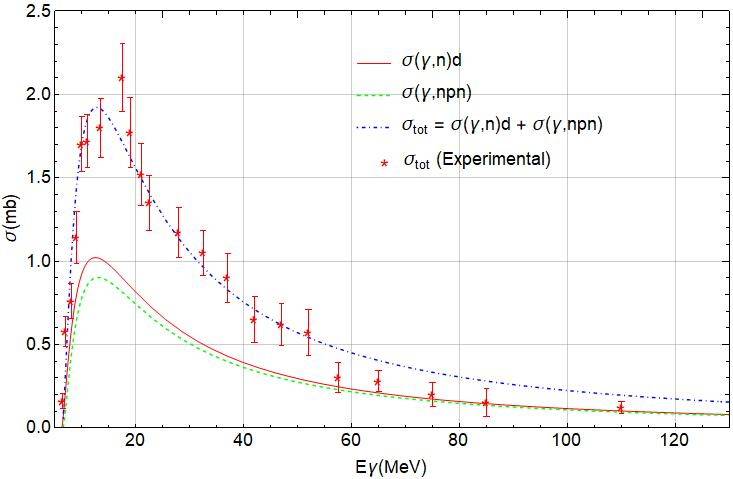 2.5
2.0
1.5
1.0
0.5
0.0
σ(mb)
σ(γ,n)d
σ(γ,npn)
σtot = σ(γ,n)d + σ(γ,npn)
σtot (Experimental)
20 40 60 80 100 120
Eγ(MeV)